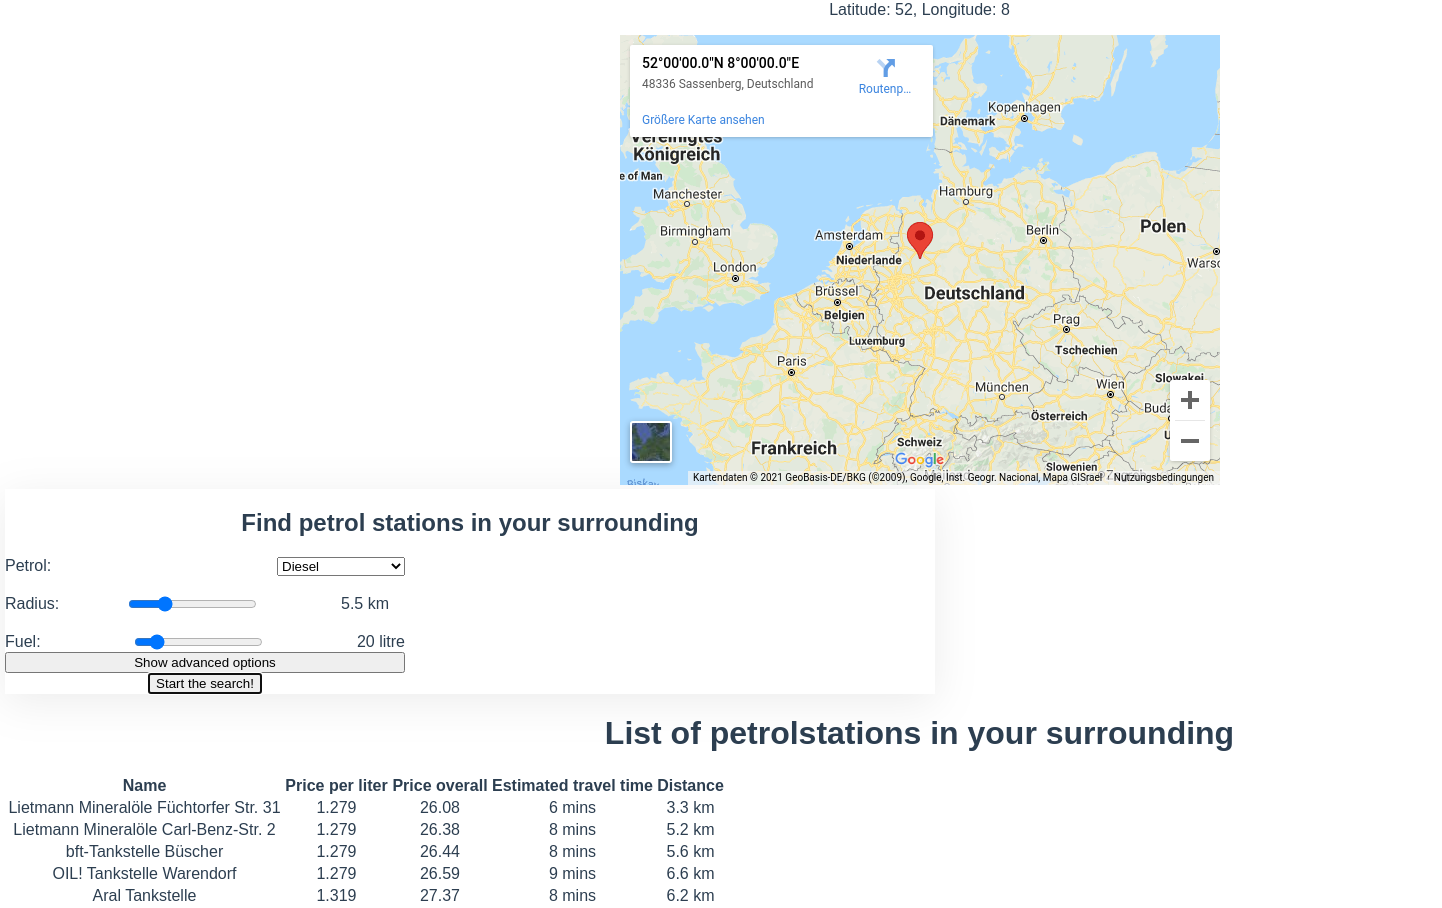 Latitude: 52, Longitude: 8
52°00'00.0"N 8°00'00.0"E
48336 Sassenberg, Deutschland
Routenp...
Größere Karte ansehen
Kopenhagen
Dänemark
Vereinigtes
Königreich
e of Man
Manchester
Hamburg
Birmingham
Amsterdam
Berlin
Polen
Niederlande
London
Warsc
Brüssel
Deutschland
Belgien
Prag
Luxemburg
Tschechien
Paris
München
Wien
Slowakei
Buda
Österreich
Schweiz
Frankreich
Google
Slowenien
Biskay
Kartendaten © 2021 GeoBasis-DE/BKG (©2009), Google, Inst. Geogr. Nacional, Mapa GISrael
Nutzungsbedingungen
Find petrol stations in your surrounding
Petrol: Diesel
Radius: 5.5 km
Fuel: 20 litre
Show advanced options
Start the search!
List of petrolstations in your surrounding
Name Price per liter Price overall Estimated travel time Distance
Lietmann Mineralöle Füchtorfer Str. 31 1.279 26.08 6 mins 3.3 km
Lietmann Mineralöle Carl-Benz-Str. 2 1.279 26.38 8 mins 5.2 km
bft-Tankstelle Büscher 1.279 26.44 8 mins 5.6 km
OIL! Tankstelle Warendorf 1.279 26.59 9 mins 6.6 km
Aral Tankstelle 1.319 27.37 8 mins 6.2 km